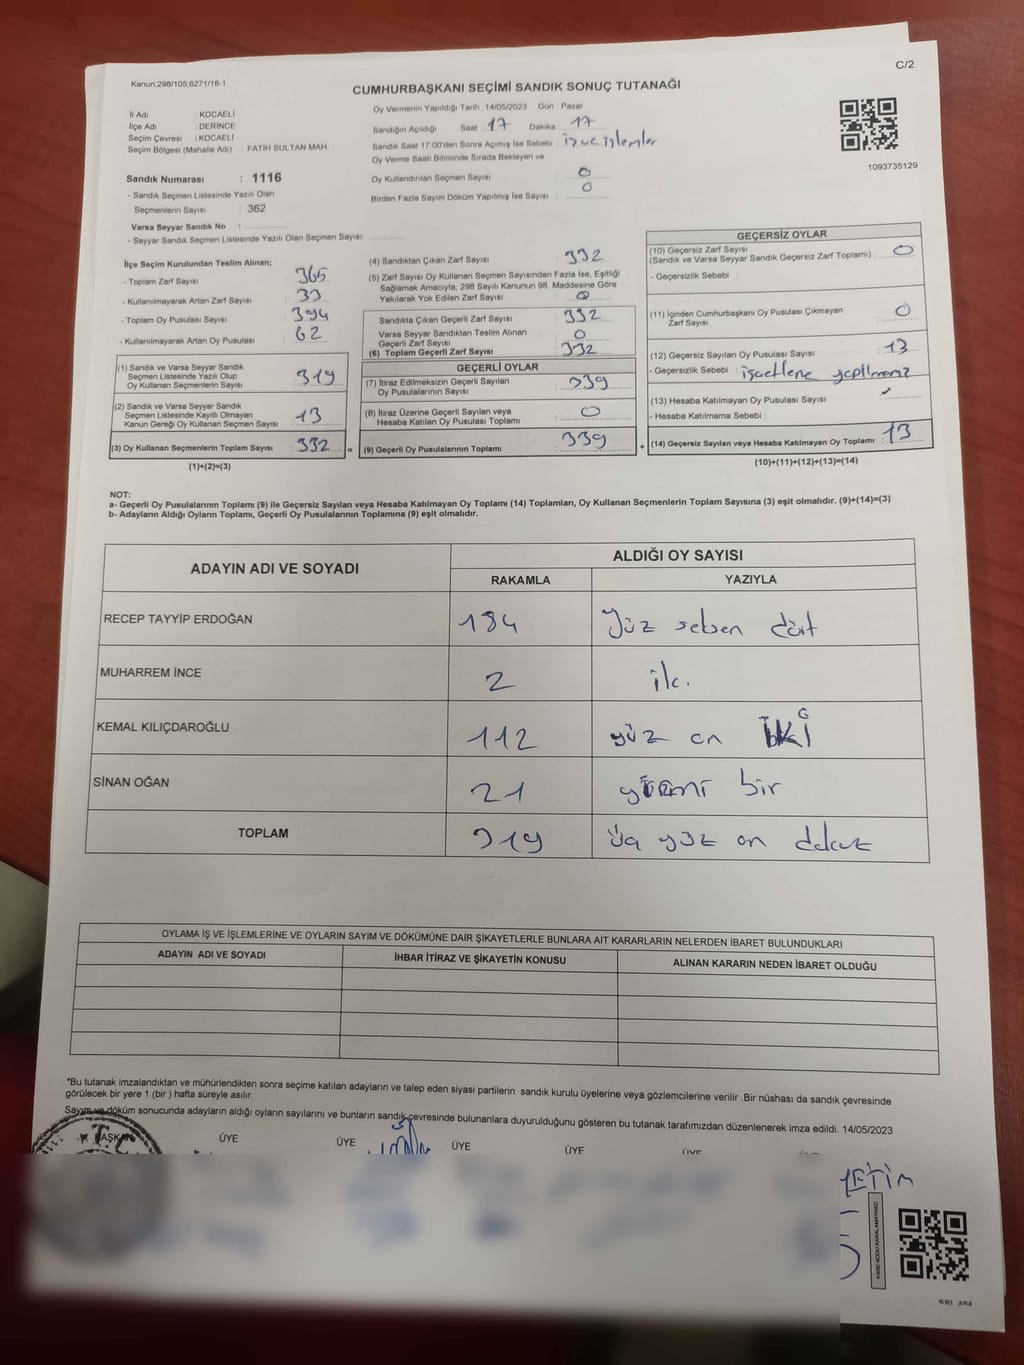 Kanun;298/105;6271/18-1
C/2
CUMHURBAŞKANI SEÇİMİ SANDIK SONUÇ TUTANAĞI
Oy Vermenin Yapıldığı Tarih :14/05/2023 Gün : Pazar
İl Adı : KOCAELİ
İlçe Adı : DERİNCE
Seçim Çevresi : KOCAELİ
Seçim Bölgesi (Mahalle Adı) : FATİH SULTAN MAH
Sandığın Açıldığı Saat 17 Dakika : 17
Sandık Saat 17:00'den Sonra Açımış İse Sebebi : iş ve işlemler
Oy Verme Saati Bitiminde Sırada Bekleyen ve
Oy Kullandırılan Seçmen Sayısı : 0
Birden Fazla Sayım Döküm Yapılmış İse Sayısı : 0
1093735129
Sandık Numarası : 1116
- Sandık Seçmen Listesinde Yazılı Olan
Seçmenlerin Sayısı : 362
Varsa Seyyar Sandık No :
- Seyyar Sandık Seçmen Listesinde Yazılı Olan Seçmen Sayısı:
İlçe Seçim Kurulundan Teslim Alınan;
- Toplam Zarf Sayısı : 365
- Kullanılmayarak Artan Zarf Sayısı : 33
- Toplam Oy Pusulası Sayısı : 394
- Kullanılmayarak Artan Oy Pusulası : 62
(1) Sandık ve Varsa Seyyar Sandık
Seçmen Listesinde Yazılı Olup
Oy Kullanan Seçmenlerin Sayısı : 319
(2) Sandık ve Varsa Seyyar Sandık
Seçmen Listesinde Kayıtlı Olmayan
Kanun Gereği Oy Kullanan Seçmen Sayısı : 13
(3) Oy Kullanan Seçmenlerin Toplam Sayısı : 332 =
(1)+(2)=(3)
(4) Sandıktan Çıkan Zarf Sayısı : 332
(5) Zarf Sayısı Oy Kullanan Seçmen Sayısından Fazla İse, Eşitliği
Sağlamak Amacıyla; 298 Sayılı Kanunun 98. Maddesine Göre
Yakılarak Yok Edilen Zarf Sayısı : 0
Sandıkta Çıkan Geçerli Zarf Sayısı : 332
Varsa Seyyar Sandıktan Teslim Alınan
Geçerli Zarf Sayısı : 0
(6) Toplam Geçerli Zarf Sayısı : 332
GEÇERLİ OYLAR
(7) İtiraz Edilmeksizin Geçerli Sayılan
Oy Pusulalarının Sayısı : 339
(8) İtiraz Üzerine Geçerli Sayılan veya
Hesaba Katılan Oy Pusulası Toplamı : 0
(9) Geçerli Oy Pusulalarının Toplamı : 339 +
GEÇERSİZ OYLAR
(10) Geçersiz Zarf Sayısı
(Sandık ve Varsa Seyyar Sandık Geçersiz Zarf Toplamı) : 0
- Geçersizlik Sebebi :
(11) İçinden Cumhurbaşkanı Oy Pusulası Çıkmayan
Zarf Sayısı : 0
(12) Geçersiz Sayılan Oy Pusulası Sayısı : 13
- Geçersizlik Sebebi :
(13) Hesaba Katılmayan Oy Pusulası Sayısı :
- Hesaba Katılmama Sebebi :
(14) Geçersiz Sayılan veya Hesaba Katılmayan Oy Toplamı : 13
(10)+(11)+(12)+(13)=(14)
NOT:
a- Geçerli Oy Pusulalarının Toplamı (9) ile Geçersiz Sayılan veya Hesaba Katılmayan Oy Toplamı (14) Toplamları, Oy Kullanan Seçmenlerin Toplam Sayısına (3) eşit olmalıdır. (9)+(14)=(3)
b- Adayların Aldığı Oyların Toplamı, Geçerli Oy Pusulalarının Toplamına (9) eşit olmalıdır.
ADAYIN ADI VE SOYADI
ALDIĞI OY SAYISI
RAKAMLA YAZIYLA
RECEP TAYYİP ERDOĞAN 184 Yüz seksen dört
MUHARREM İNCE 2 iki
KEMAL KILIÇDAROĞLU 112 yüz on İKİ
SİNAN OĞAN 21 yirmi bir
TOPLAM 319 Üç yüz on dokuz
OYLAMA İŞ VE İŞLEMLERİNE VE OYLARIN SAYIM VE DÖKÜMÜNE DAİR ŞİKAYETLERLE BUNLARA AİT KARARLARIN NELERDEN İBARET BULUNDUKLARI
ADAYIN ADI VE SOYADI
İHBAR İTİRAZ VE ŞİKAYETİN KONUSU
ALINAN KARARIN NEDEN İBARET OLDUĞU
*Bu tutanak imzalandıktan ve mühürlendikten sonra seçime katılan adayların ve talep eden siyasi partilerin sandık kurulu üyelerine veya gözlemcilerine verilir .Bir nüshası da sandık çevresinde
görülecek bir yere 1 (bir ) hafta süreyle asılır.
Sayım ve döküm sonucunda adayların aldığı oyların sayılarını ve bunların sandık çevresinde bulunanlara duyurulduğunu gösteren bu tutanak tarafımızdan düzenlenerek imza edildi. 14/05/2023
BAŞKAN ÜYE ÜYE ÜYE ÜYE ÜYE
KARE KODU KARALAMAYINIZ!